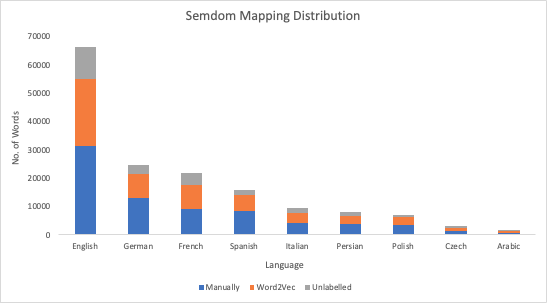 Semdom Mapping Distribution
70000
60000
50000
40000
30000
20000
10000
0
No. of Words
English German French Spanish Italian Persian Polish Czech Arabic
Language
Manually Word2Vec Unlabelled